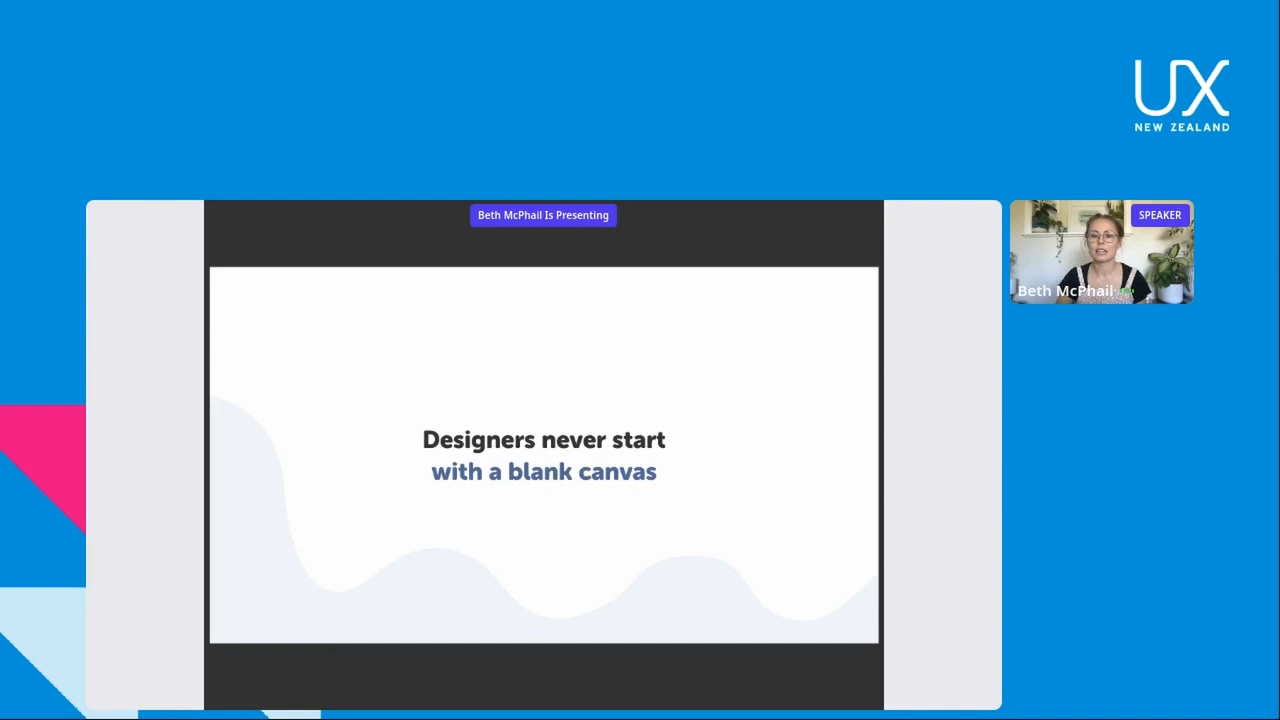 UX
NEW ZEALAND
Beth McPhail Is Presenting
SPEAKER
Beth McPhail
Designers never start
with a blank canvas